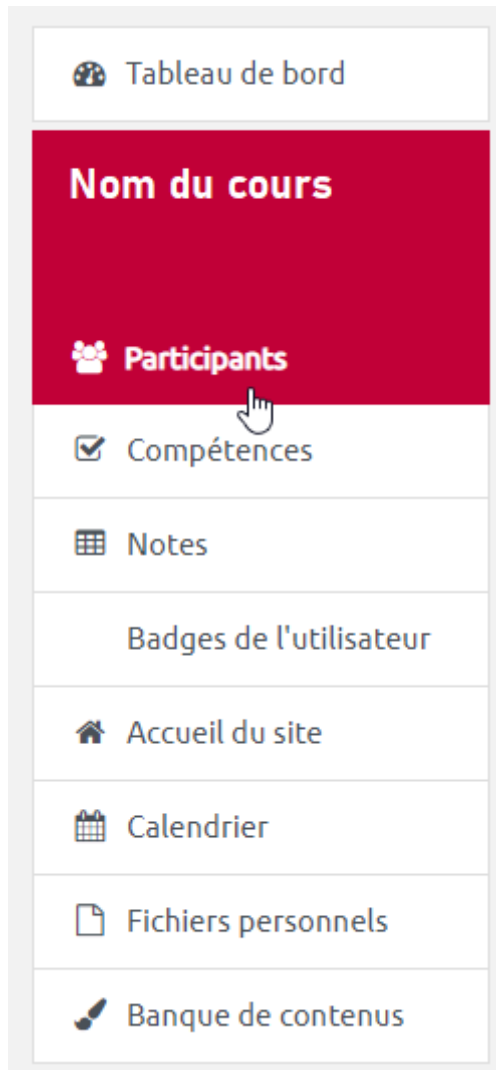 Tableau de bord
Nom du cours
Participants
Compétences
Notes
Badges de l'utilisateur
Accueil du site
Calendrier
Fichiers personnels
Banque de contenus